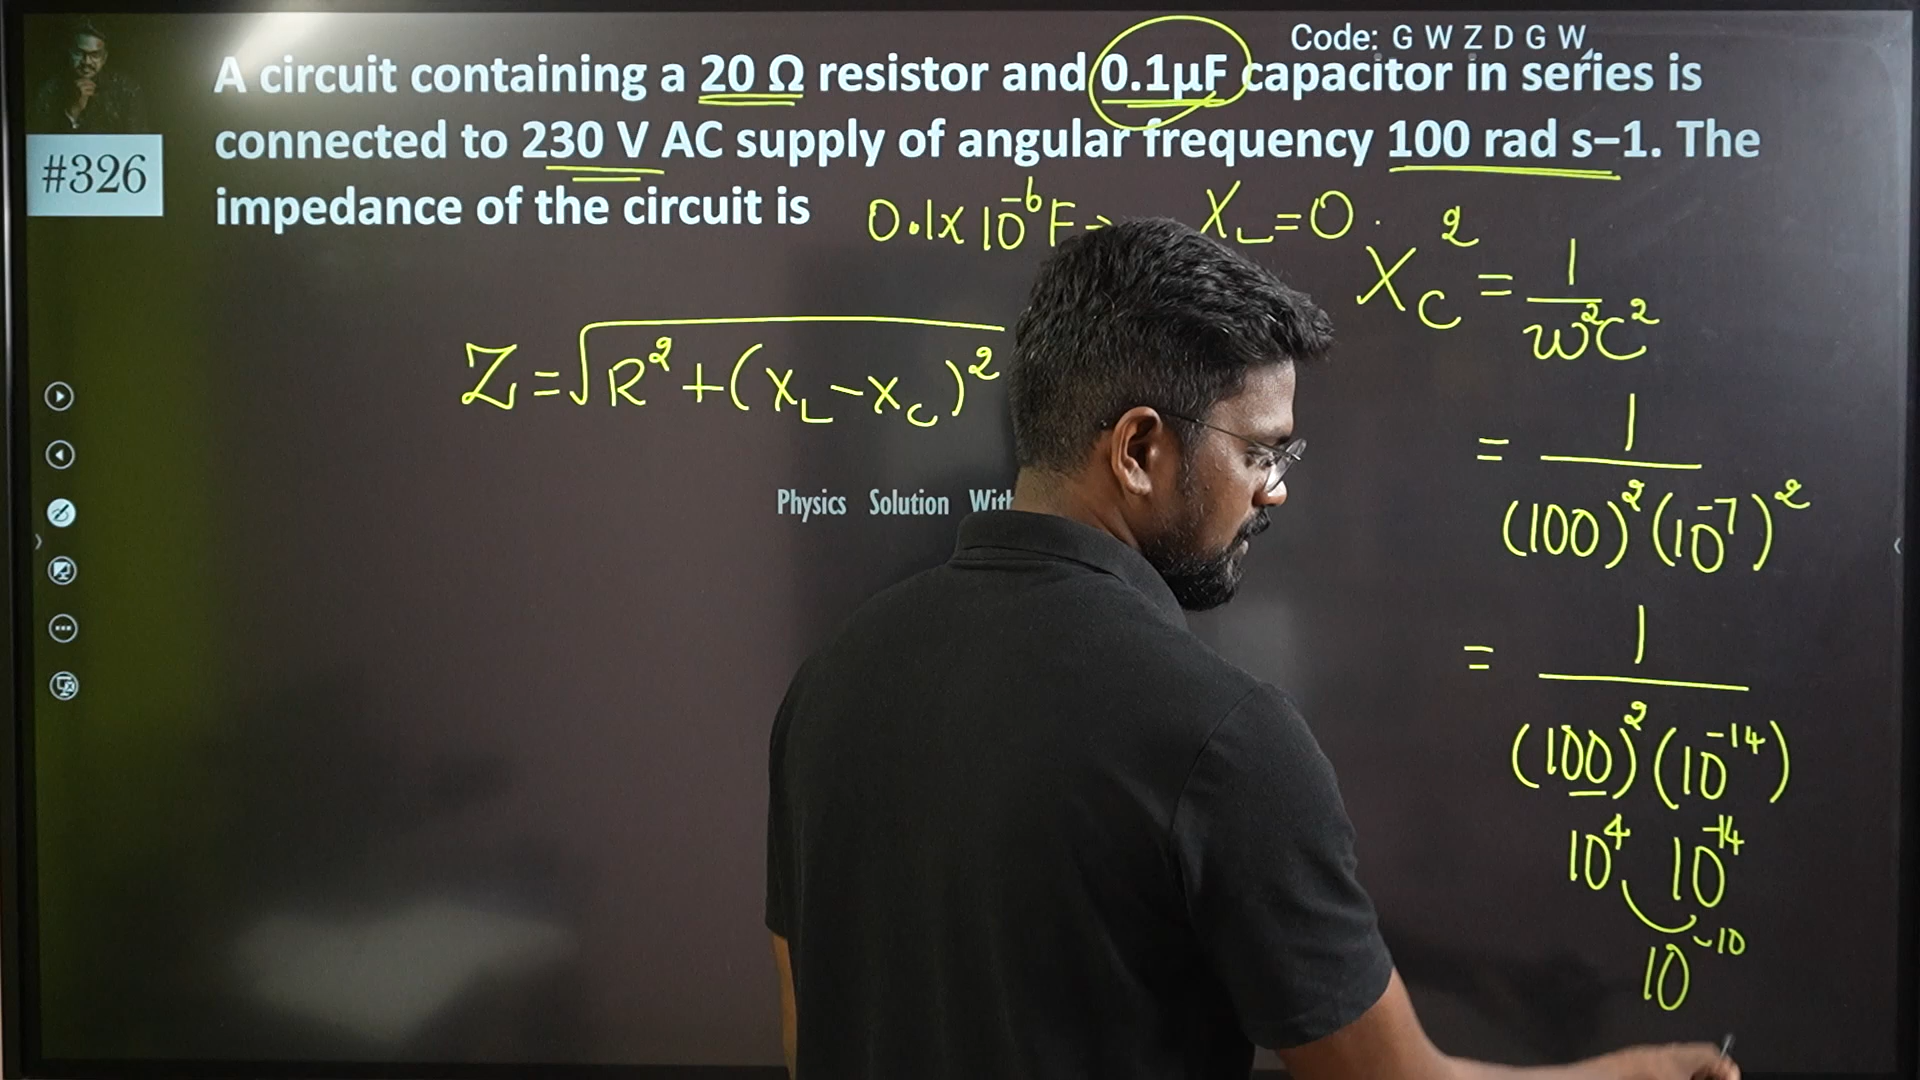 Code: G W Z D G W
A circuit containing a 20 Ω resistor and 0.1µF capacitor in series is
#326
connected to 230 V AC supply of angular frequency 100 rad s–1. The
impedance of the circuit is
0.1x 10⁻⁶F
X_L=0
X_C² = 1/w²C²
Z=√R²+(x_L-x_C)²
= 1/(100)²(10⁻⁷)²
Physics Solution
= 1/(100)²(10⁻¹⁴)
10⁴ 10⁻¹⁴
10⁻¹⁰